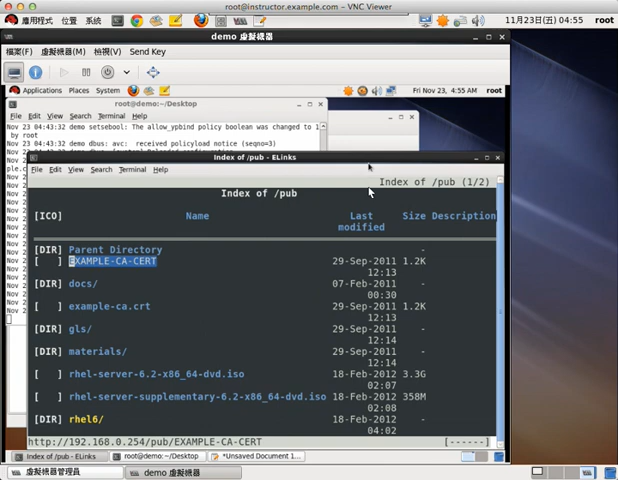 root@instructor.example.com – VNC Viewer
應用程式 位置 系統
11月23日(五) 04:55 root
demo 虛擬機器
檔案(F) 虛擬機器(M) 檢視(V) Send Key
Applications Places System
Fri Nov 23, 4:55 AM root
root@demo:~/Desktop
File Edit View Search Terminal Help
Nov 23 04:43:32 demo setsebool: The allow_ypbind policy boolean was changed to 1
by root
Nov 23 04:43:32 demo dbus: avc: received policyload notice (seqno=3)
Index of /pub - ELinks
File Edit View Search Terminal Help
Index of /pub (1/2)
Index of /pub
[ICO] Name Last modified Size Description
[DIR] Parent Directory -
[ ] EXAMPLE-CA-CERT 29-Sep-2011 1.2K
12:13
[DIR] docs/ 07-Feb-2011 -
00:30
[ ] example-ca.crt 29-Sep-2011 1.2K
12:13
[DIR] gls/ 29-Sep-2011 -
12:14
[DIR] materials/ 29-Sep-2011 -
12:14
[ ] rhel-server-6.2-x86_64-dvd.iso 18-Feb-2012 3.3G
02:07
[ ] rhel-server-supplementary-6.2-x86_64-dvd.iso 18-Feb-2012 358M
02:08
[DIR] rhel6/ 18-Feb-2012 -
04:02
http://192.168.0.254/pub/EXAMPLE-CA-CERT [------]
Index of /pub - ELinks root@demo:~/Desktop *Unsaved Document 1...
虛擬機器管理員 demo 虛擬機器